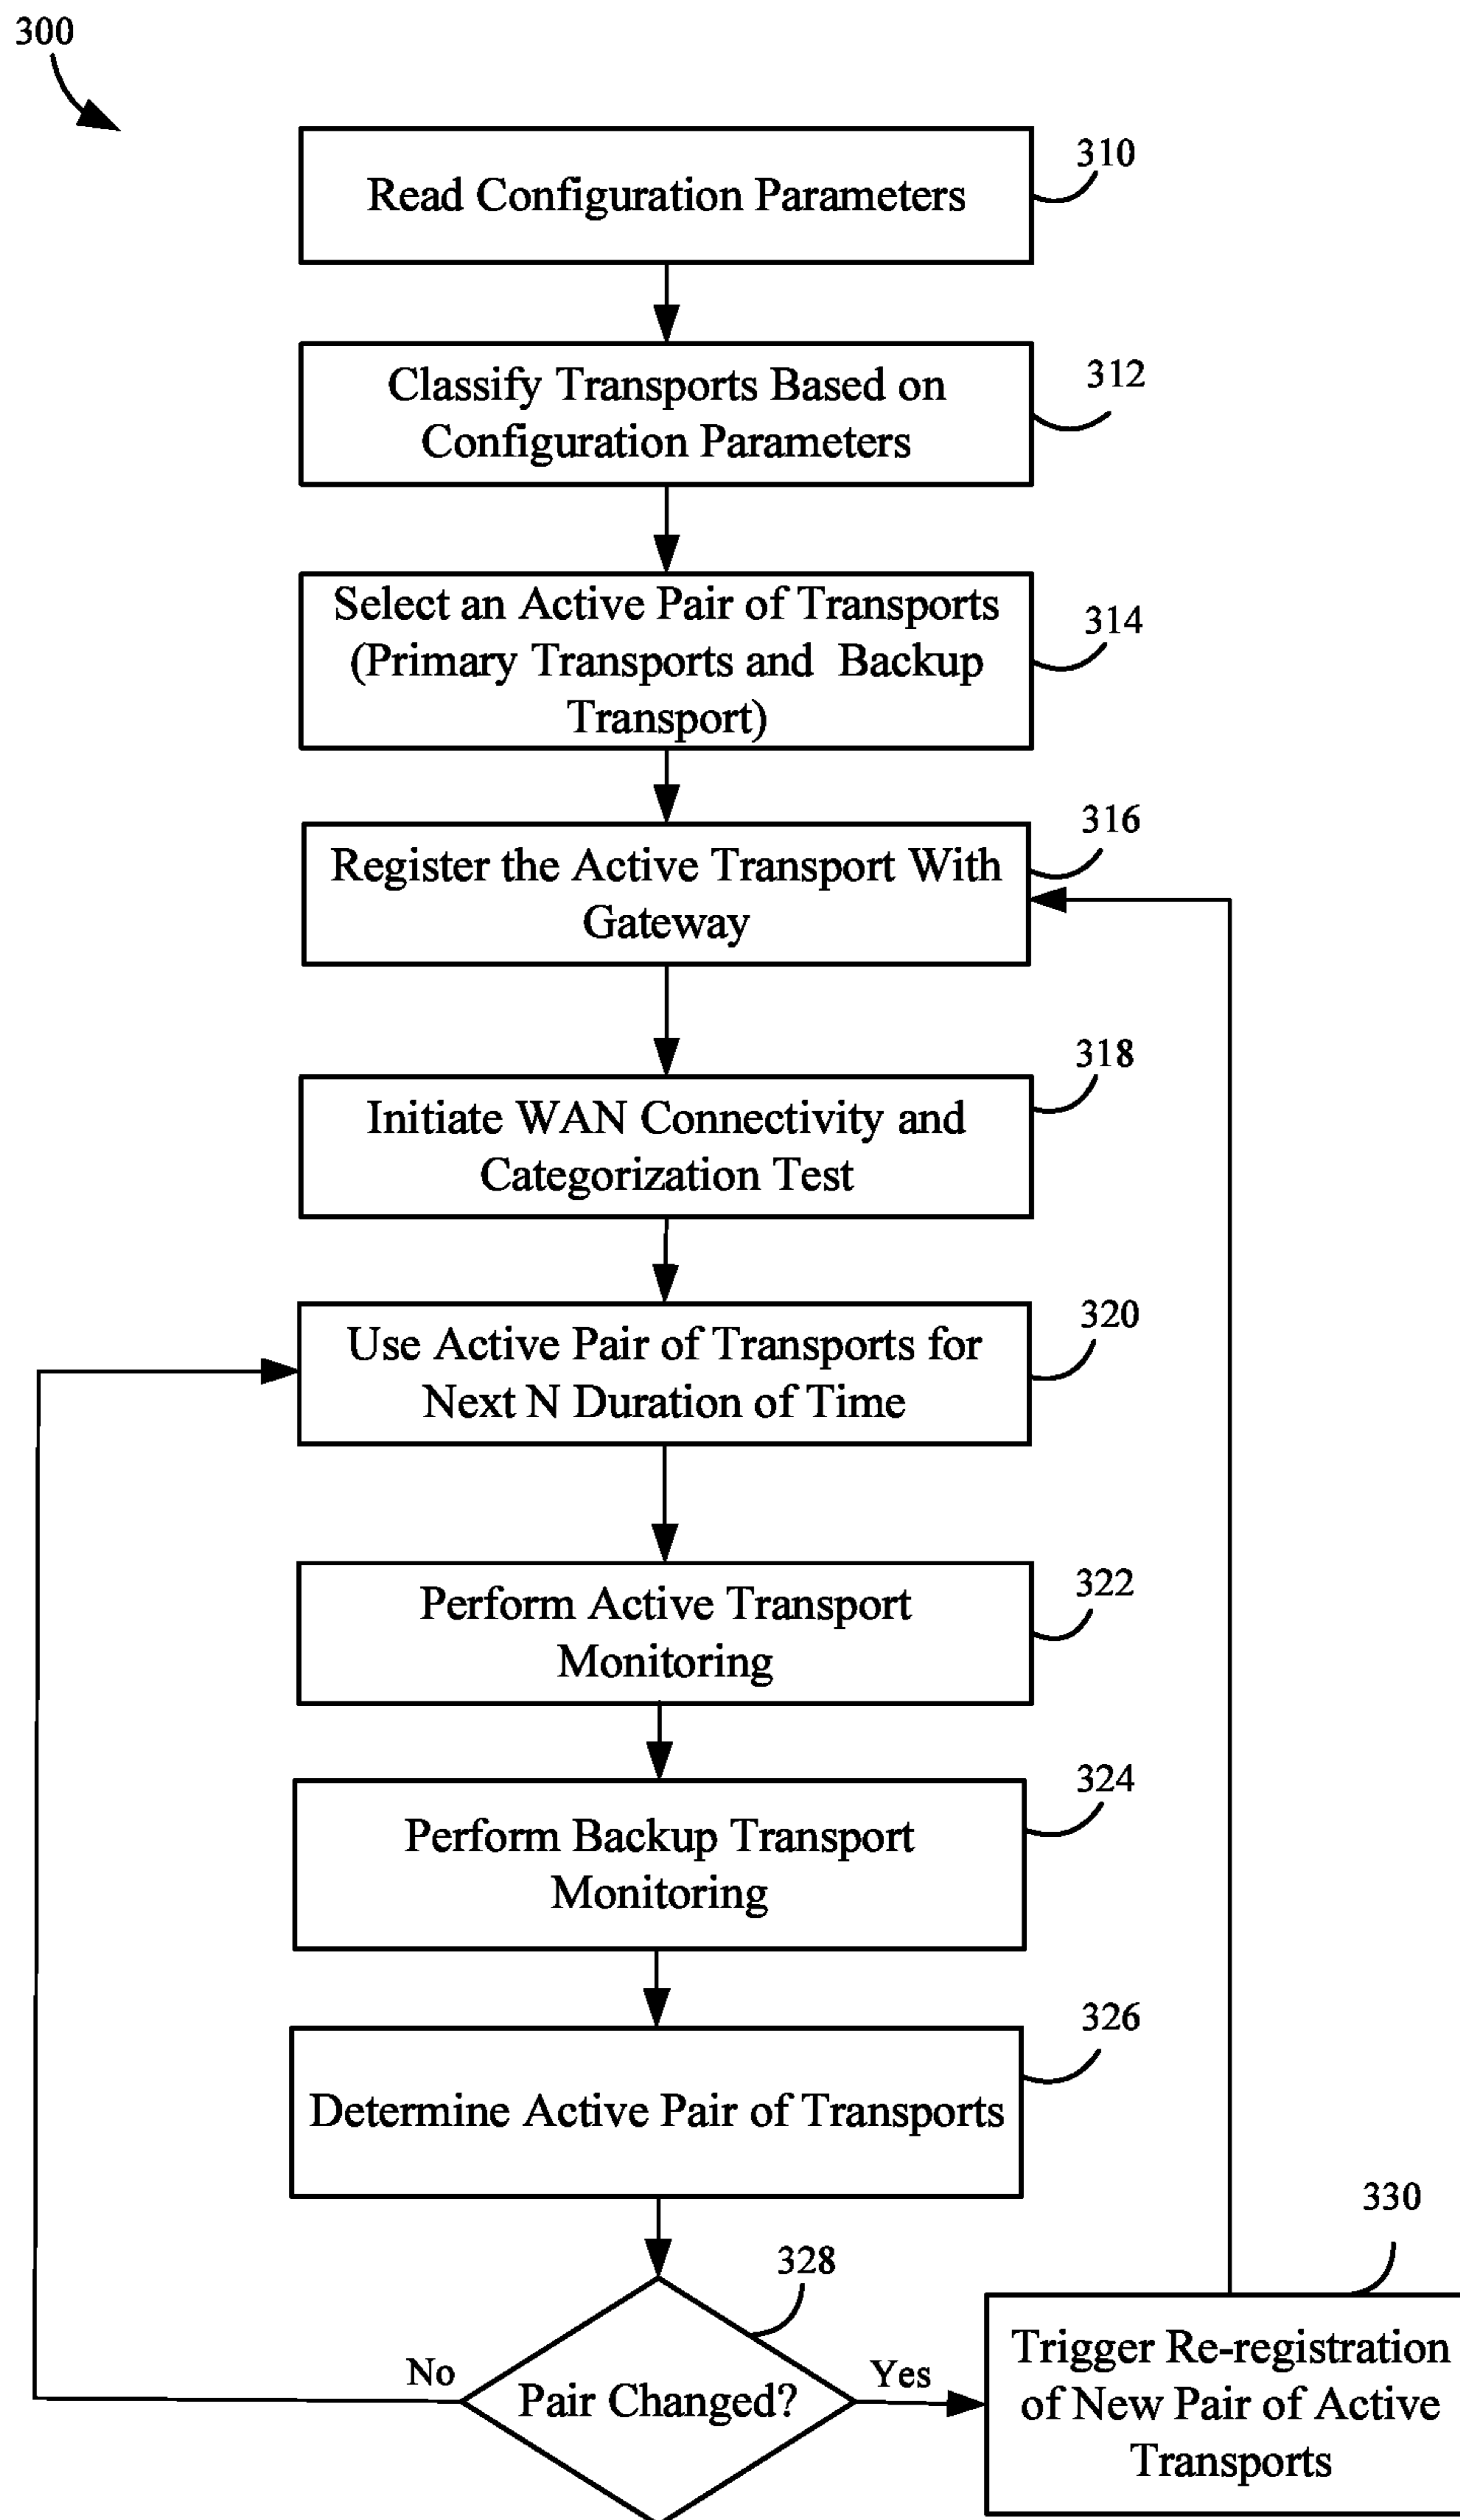 300
Read Configuration Parameters
310
Classify Transports Based on
Configuration Parameters
312
Select an Active Pair of Transports
(Primary Transports and Backup
Transport)
314
Register the Active Transport With
Gateway
316
Initiate WAN Connectivity and
Categorization Test
318
Use Active Pair of Transports for
Next N Duration of Time
320
Perform Active Transport
Monitoring
322
Perform Backup Transport
Monitoring
324
Determine Active Pair of Transports
326
Pair Changed?
328
No
Yes
Trigger Re-registration
of New Pair of Active
Transports
330